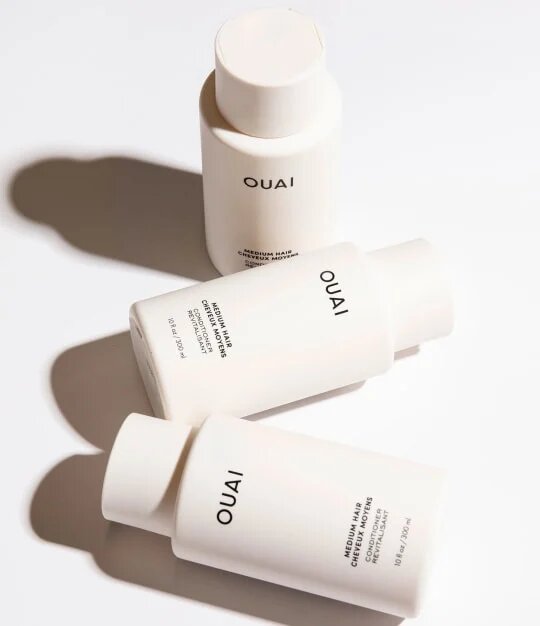 OUAI
MEDIUM HAIR
CHEVEUX MOYENS
OUAI
MEDIUM HAIR
CHEVEUX MOYENS
CONDITIONER
REVITALISANT
10 fl oz / 300 ml
OUAI
MEDIUM HAIR
CHEVEUX MOYENS
CONDITIONER
REVITALISANT
10 fl oz / 300 ml